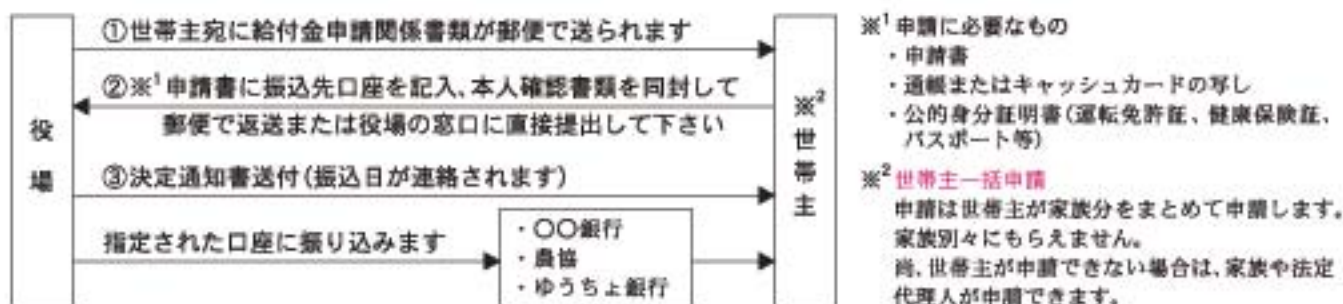 ①世帯主宛に給付金申請関係書類が郵便で送られます
②※1申請書に振込先口座を記入、本人確認書類を同封して
郵便で返送または役場の窓口に直接提出して下さい
役場
③決定通知書送付(振込日が連絡されます)
指定された口座に振り込みます
・〇〇銀行
・農協
・ゆうちょ銀行
※2世帯主
※1申請に必要なもの
・申請書
・通帳またはキャッシュカードの写し
・公的身分証明書(運転免許証、健康保険証、
パスポート等)
※2世帯主一括申請
申請は世帯主が家族分をまとめて申請します。
家族別々にもらえません。
尚、世帯主が申請できない場合は、家族や法定
代理人が申請できます。